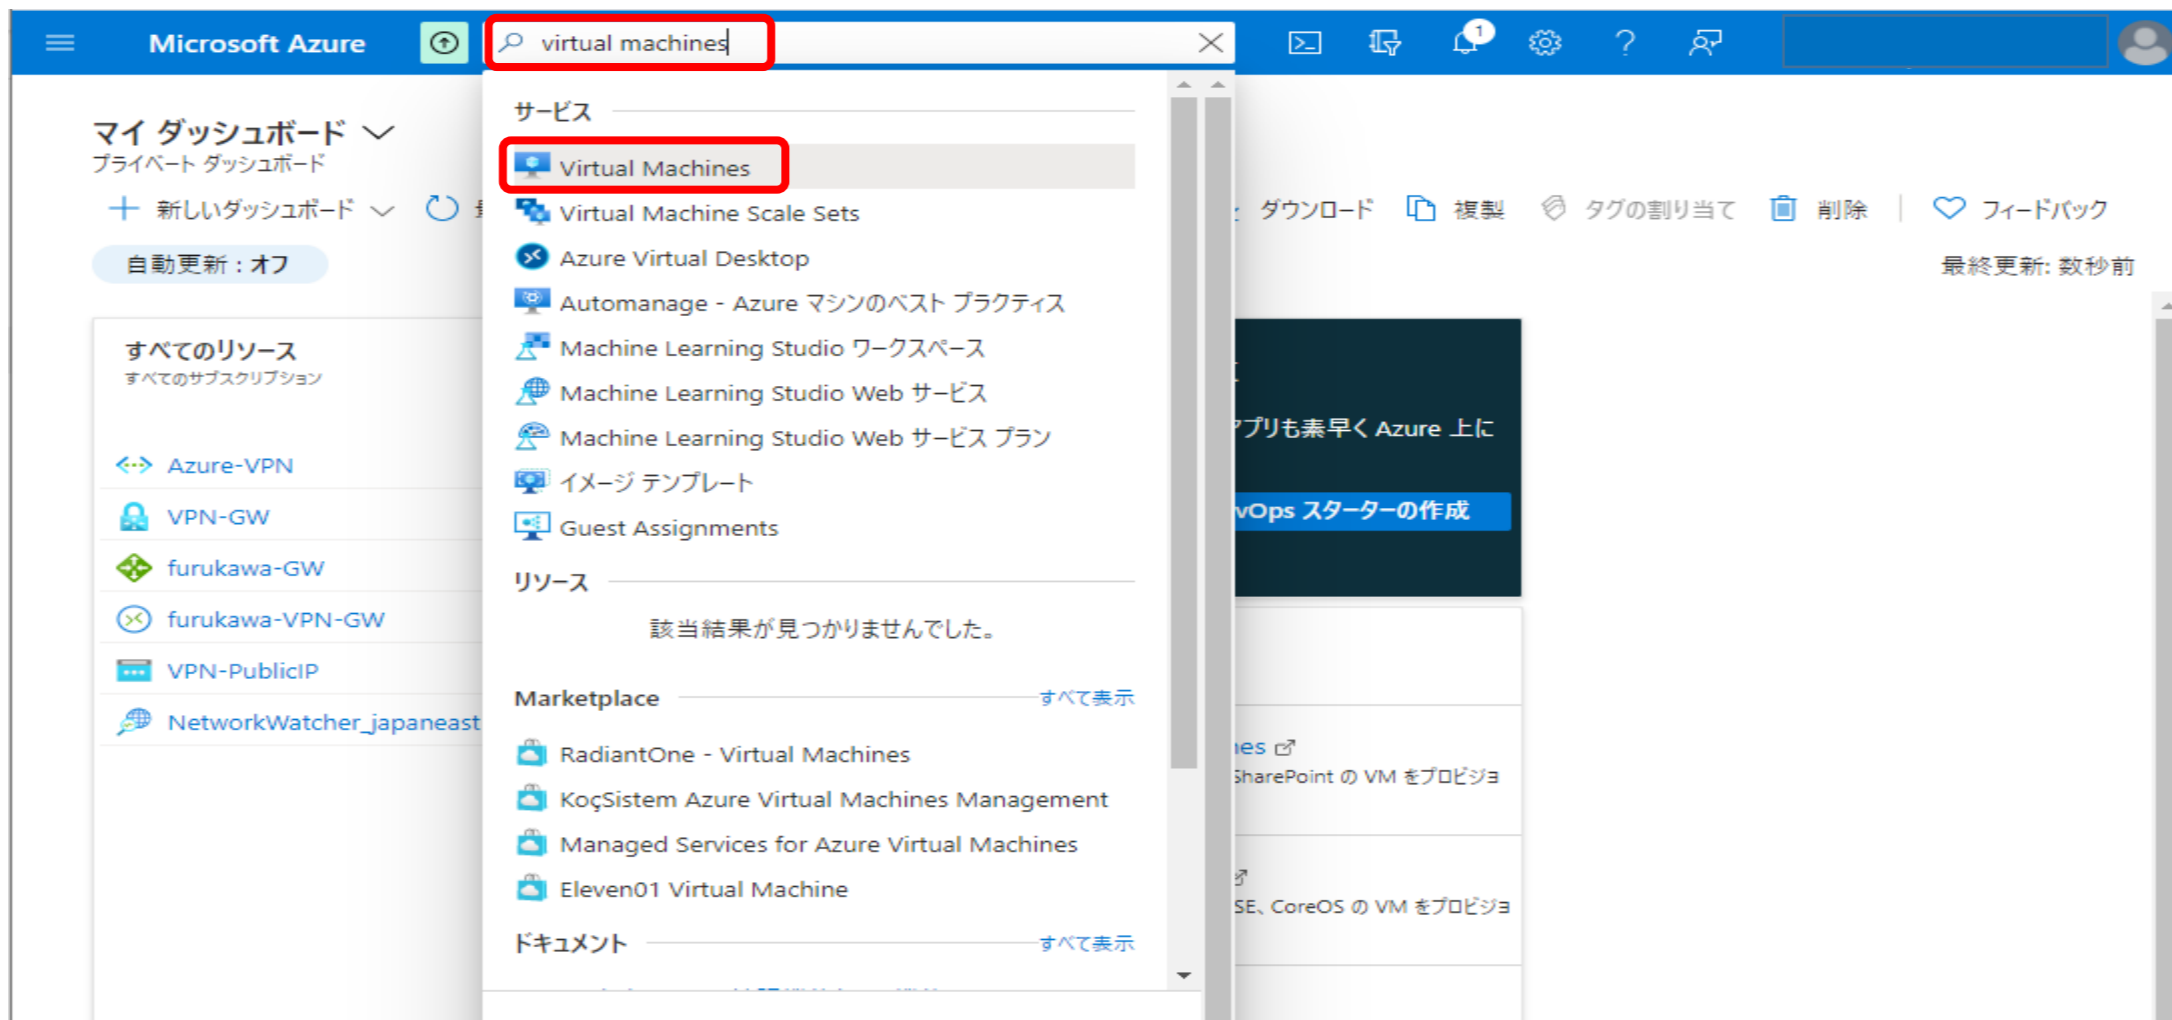 Microsoft Azure
virtual machines
1
マイ ダッシュボード
プライベート ダッシュボード
新しいダッシュボード
ダウンロード
複製
タグの割り当て
削除
フィードバック
自動更新 : オフ
最終更新: 数秒前
すべてのリソース
すべてのサブスクリプション
Azure-VPN
VPN-GW
furukawa-GW
furukawa-VPN-GW
VPN-PublicIP
NetworkWatcher_japaneast
サービス
Virtual Machines
Virtual Machine Scale Sets
Azure Virtual Desktop
Automanage - Azure マシンのベスト プラクティス
Machine Learning Studio ワークスペース
Machine Learning Studio Web サービス
Machine Learning Studio Web サービス プラン
イメージ テンプレート
Guest Assignments
リソース
該当結果が見つかりませんでした。
Marketplace
すべて表示
RadiantOne - Virtual Machines
KoçSistem Azure Virtual Machines Management
Managed Services for Azure Virtual Machines
Eleven01 Virtual Machine
ドキュメント
すべて表示
アプリも素早く Azure 上に
vOps スターターの作成
nes
SharePoint の VM をプロビジョ
SE、CoreOS の VM をプロビジョ